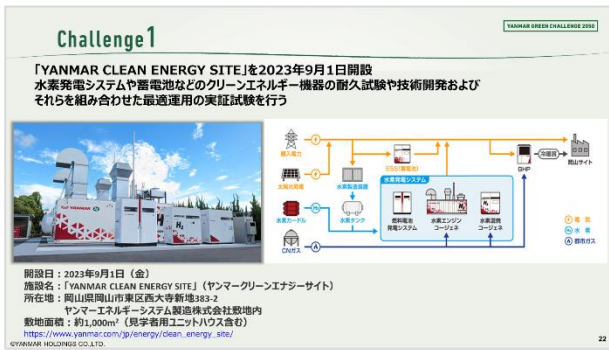 YANMAR GREEN CHALLENGE 2050
Challenge1
「YANMAR CLEAN ENERGY SITE」を2023年9月1日開設
水素発電システムや蓄電池などのクリーンエネルギー機器の耐久試験や技術開発および
それらを組み合わせた最適運用の実証試験を行う
YANMAR
H₂
購入電力
太陽光発電
水素カードル
CNガス
ESS(蓄電池)
水素製造装置
水素タンク
水素発電システム
燃料電池
発電システム
水素エンジン
コージェネ
水素混焼
コージェネ
GHP
冷暖房
岡山サイト
電気
水素
都市ガス
開設日:2023年9月1日(金)
施設名:「YANMAR CLEAN ENERGY SITE」(ヤンマークリーンエナジーサイト)
所在地:岡山県岡山市東区西大寺新地383-2
ヤンマーエネルギーシステム製造株式会社敷地内
敷地面積:約1,000m²(見学者用ユニットハウス含む)
https://www.yanmar.com/jp/energy/clean_energy_site/
©YANMAR HOLDINGS CO.,LTD.
22